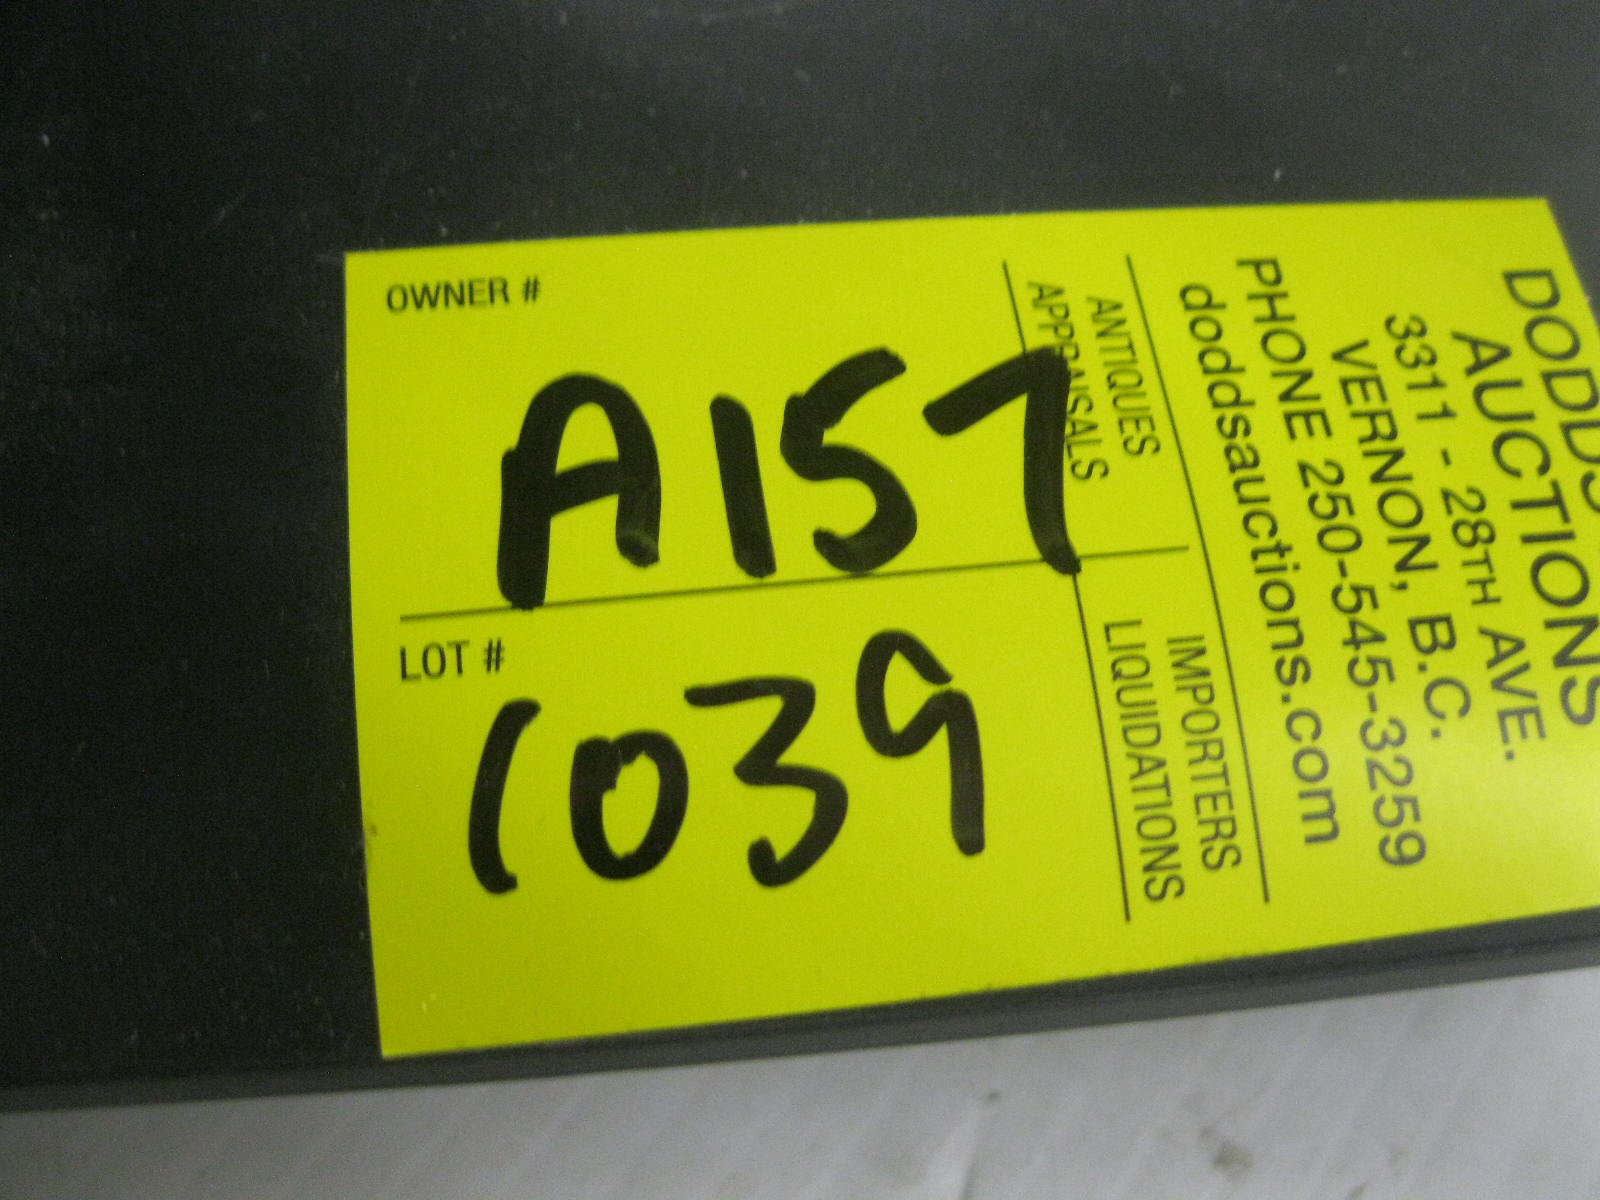 OWNER #
A157
LOT #
1039
DODDS
AUCTIONS
3311 - 28TH AVE.
VERNON, B.C.
PHONE 250-545-3259
doddsauctions.com
ANTIQUES
APPRAISALS
IMPORTERS
LIQUIDATIONS